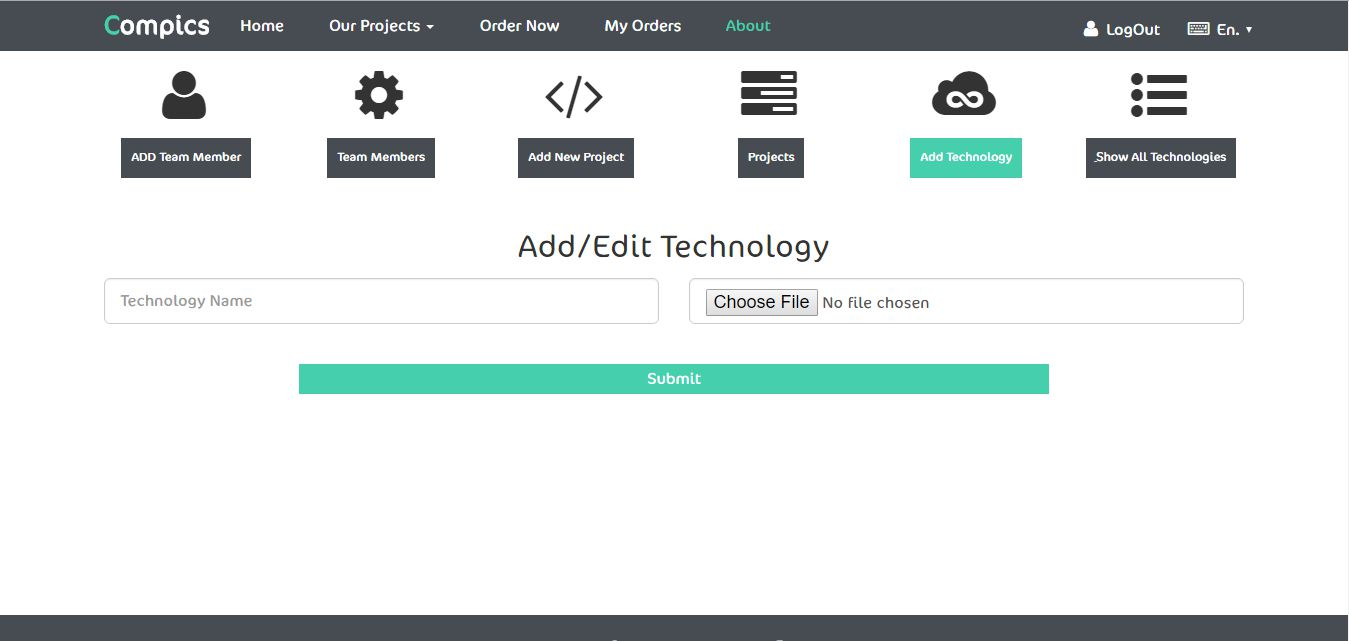 Compics Home Our Projects Order Now My Orders About LogOut En.
ADD Team Member Team Members Add New Project Projects Add Technology Show All Technologies
Add/Edit Technology
Technology Name Choose File No file chosen
Submit